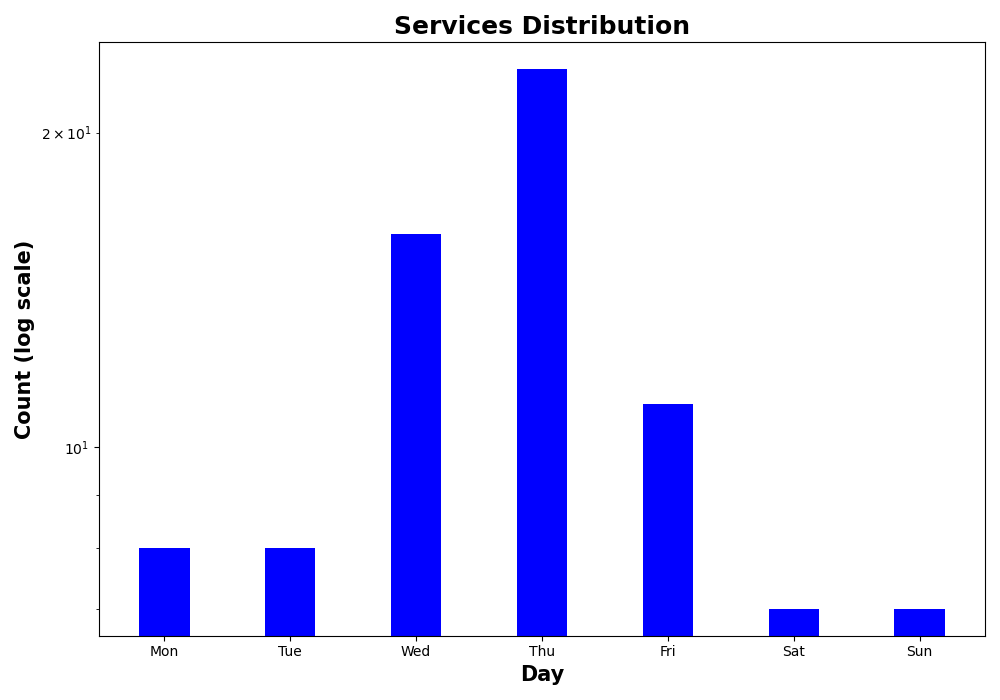 Services Distribution
Count (log scale)
2 × 10¹
10¹
Mon Tue Wed Thu Fri Sat Sun
Day